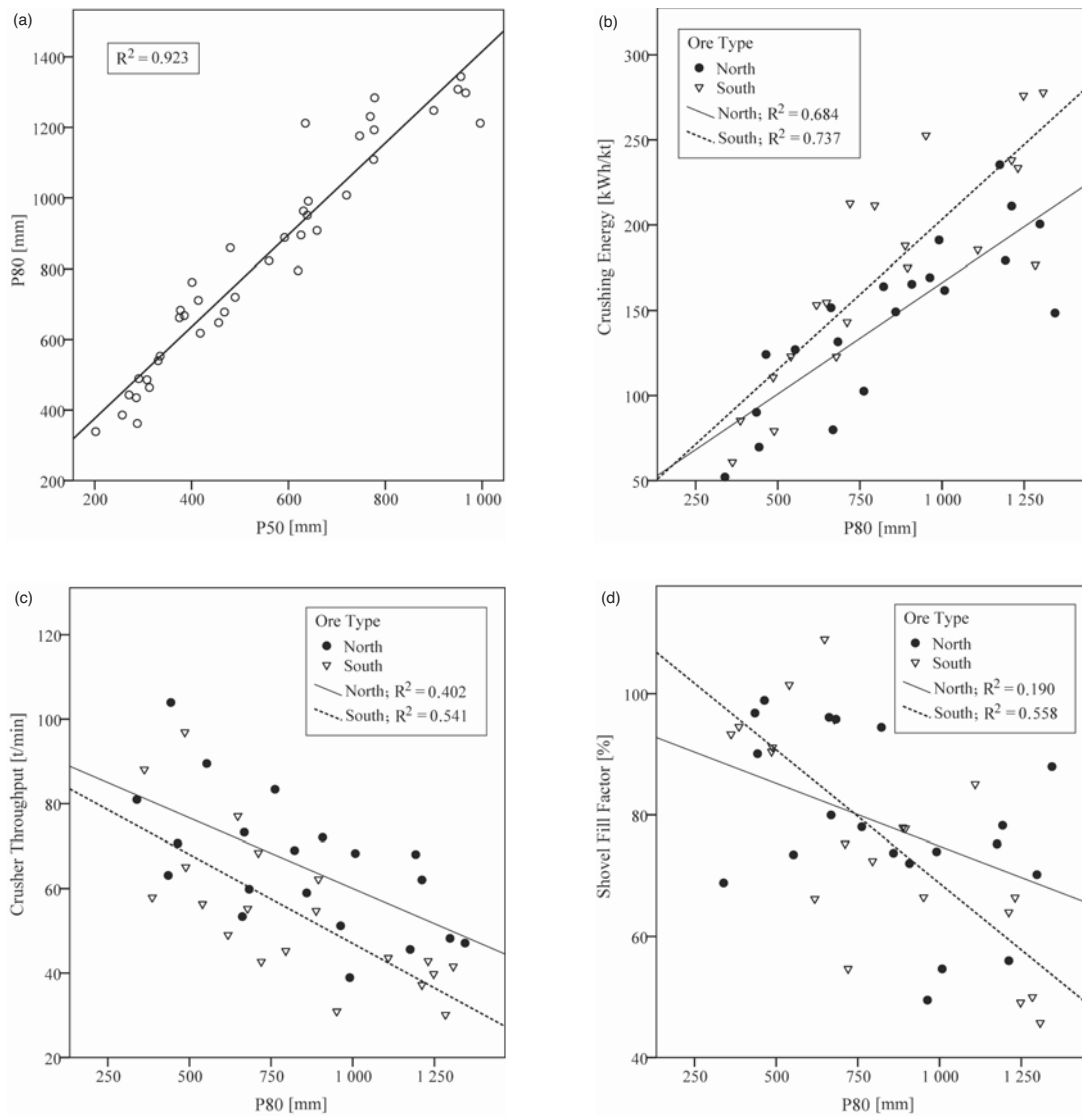 (a)
R² = 0.923
1400
1200
1000
800
600
400
200
P80 [mm]
200 400 600 800 1 000
P50 [mm]
(b)
Ore Type
North
South
North; R² = 0.684
South; R² = 0.737
300
250
200
150
100
50
Crushing Energy [kWh/kt]
250 500 750 1 000 1 250
P80 [mm]
(c)
Ore Type
North
South
North; R² = 0.402
South; R² = 0.541
120
100
80
60
40
20
Crusher Throughput [t/min]
250 500 750 1 000 1 250
P80 [mm]
(d)
Ore Type
North
South
North; R² = 0.190
South; R² = 0.558
100
80
60
40
Shovel Fill Factor [%]
250 500 750 1 000 1 250
P80 [mm]